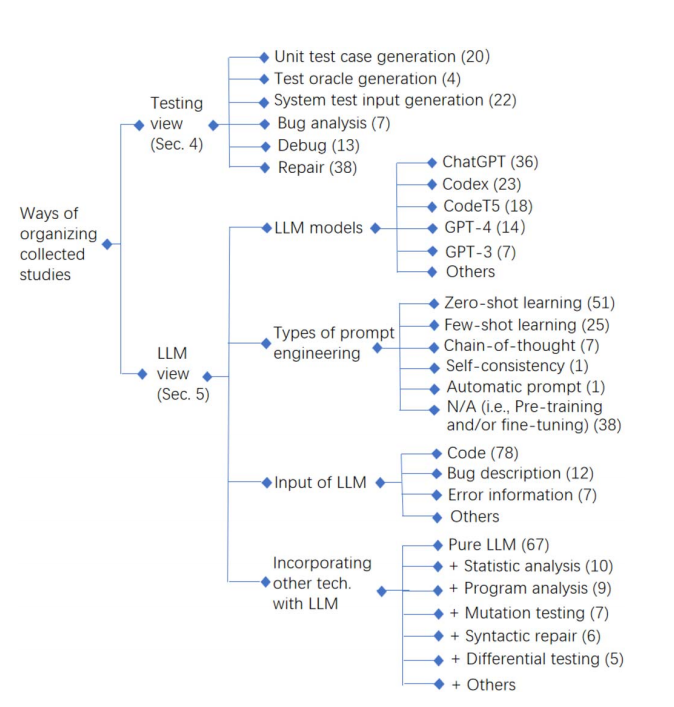 Ways of
organizing
collected
studies
Testing
view
(Sec. 4)
Unit test case generation (20)
Test oracle generation (4)
System test input generation (22)
Bug analysis (7)
Debug (13)
Repair (38)
LLM
view
(Sec. 5)
LLM models
ChatGPT (36)
Codex (23)
CodeT5 (18)
GPT-4 (14)
GPT-3 (7)
Others
Types of prompt
engineering
Zero-shot learning (51)
Few-shot learning (25)
Chain-of-thought (7)
Self-consistency (1)
Automatic prompt (1)
N/A (i.e., Pre-training
and/or fine-tuning) (38)
Input of LLM
Code (78)
Bug description (12)
Error information (7)
Others
Incorporating
other tech.
with LLM
Pure LLM (67)
+ Statistic analysis (10)
+ Program analysis (9)
+ Mutation testing (7)
+ Syntactic repair (6)
+ Differential testing (5)
+ Others